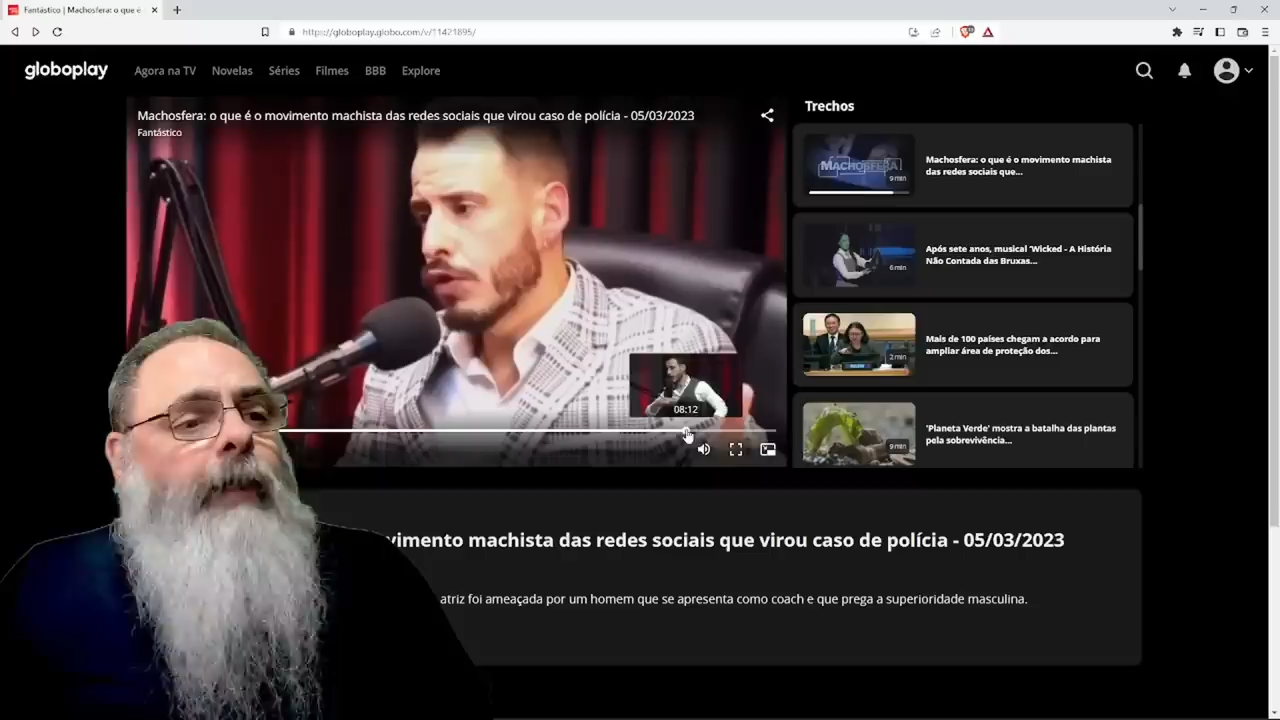 Fantástico | Machosfera: o que é
https://globoplay.globo.com/v/11421895/
globoplay
Agora na TV
Novelas
Séries
Filmes
BBB
Explore
Machosfera: o que é o movimento machista das redes sociais que virou caso de polícia - 05/03/2023
Fantástico
08:12
Trechos
MACHOSFERA
9 min
Machosfera: o que é o movimento machista
das redes sociais que...
6 min
Após sete anos, musical 'Wicked - A História
Não Contada das Bruxas...
2 min
Mais de 100 países chegam a acordo para
ampliar área de proteção dos...
9 min
'Planeta Verde' mostra a batalha das plantas
pela sobrevivência...
vimento machista das redes sociais que virou caso de polícia - 05/03/2023
atriz foi ameaçada por um homem que se apresenta como coach e que prega a superioridade masculina.